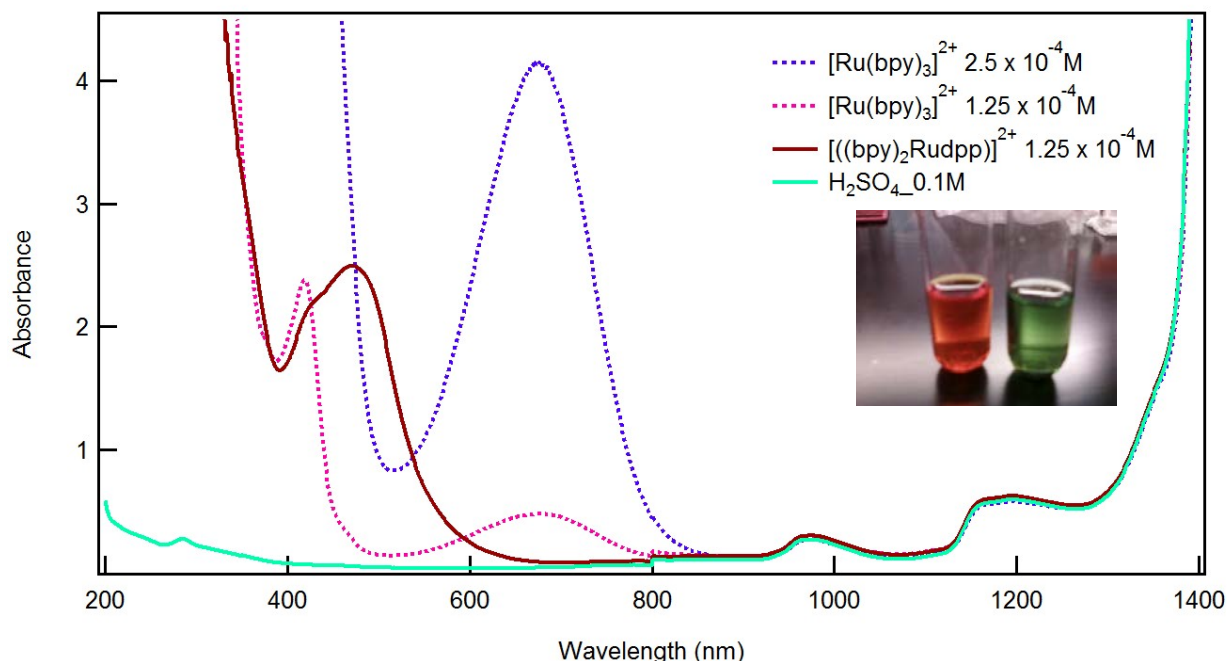 4
3
2
1
Absorbance
[Ru(bpy)₃]²⁺ 2.5 x 10⁻⁴M
[Ru(bpy)₃]²⁺ 1.25 x 10⁻⁴M
[((bpy)₂Rudpp)]²⁺ 1.25 x 10⁻⁴M
H₂SO₄_0.1M
200 400 600 800 1000 1200 1400
Wavelength (nm)